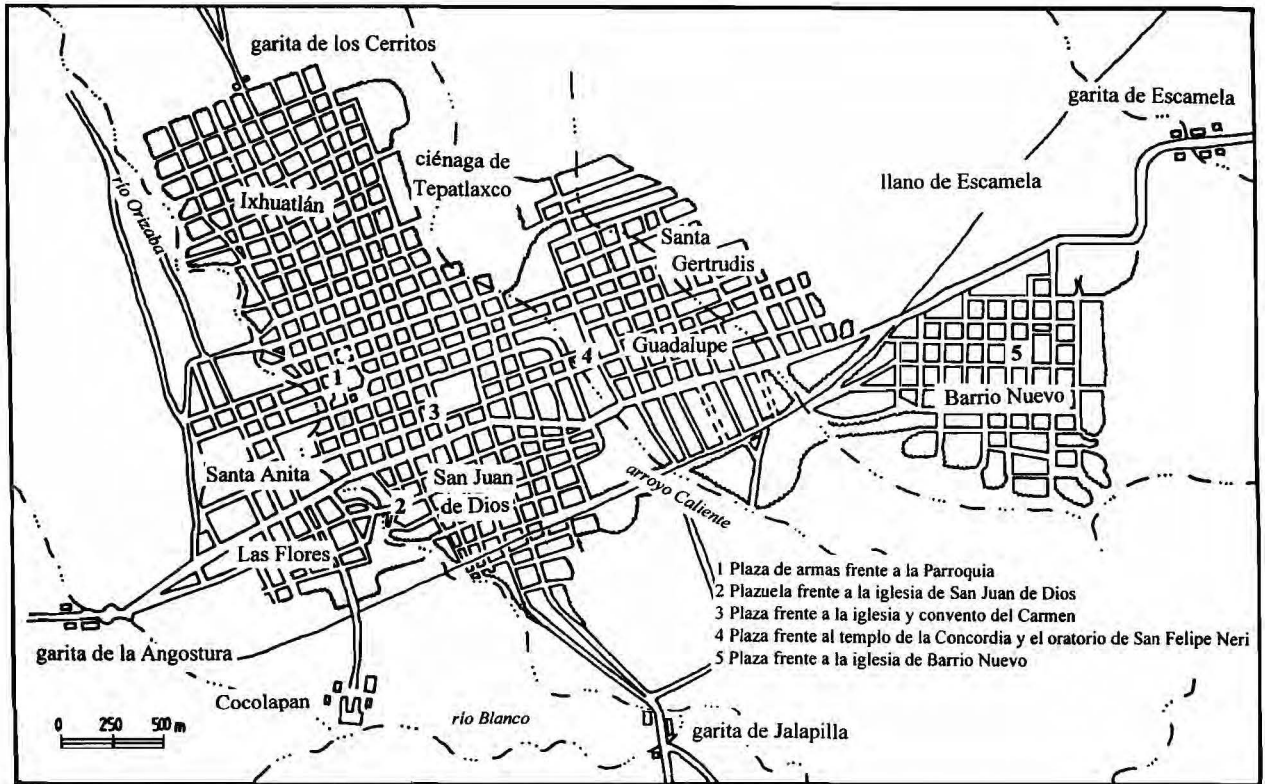 garita de los Cerritos
garita de Escamela
ciénaga de
Tepatlaxco
llano de Escamela
río Orizaba
Ixhuatlán
Santa
Gertrudis
4
Guadalupe
5
1
3
Barrio Nuevo
Santa Anita
San Juan
de Dios
2
arroyo Caliente
Las Flores
1 Plaza de armas frente a la Parroquia
2 Plazuela frente a la iglesia de San Juan de Dios
3 Plaza frente a la iglesia y convento del Carmen
4 Plaza frente al templo de la Concordia y el oratorio de San Felipe Neri
5 Plaza frente a la iglesia de Barrio Nuevo
garita de la Angostura
Cocolapan
río Blanco
garita de Jalapilla
0 250 500 m